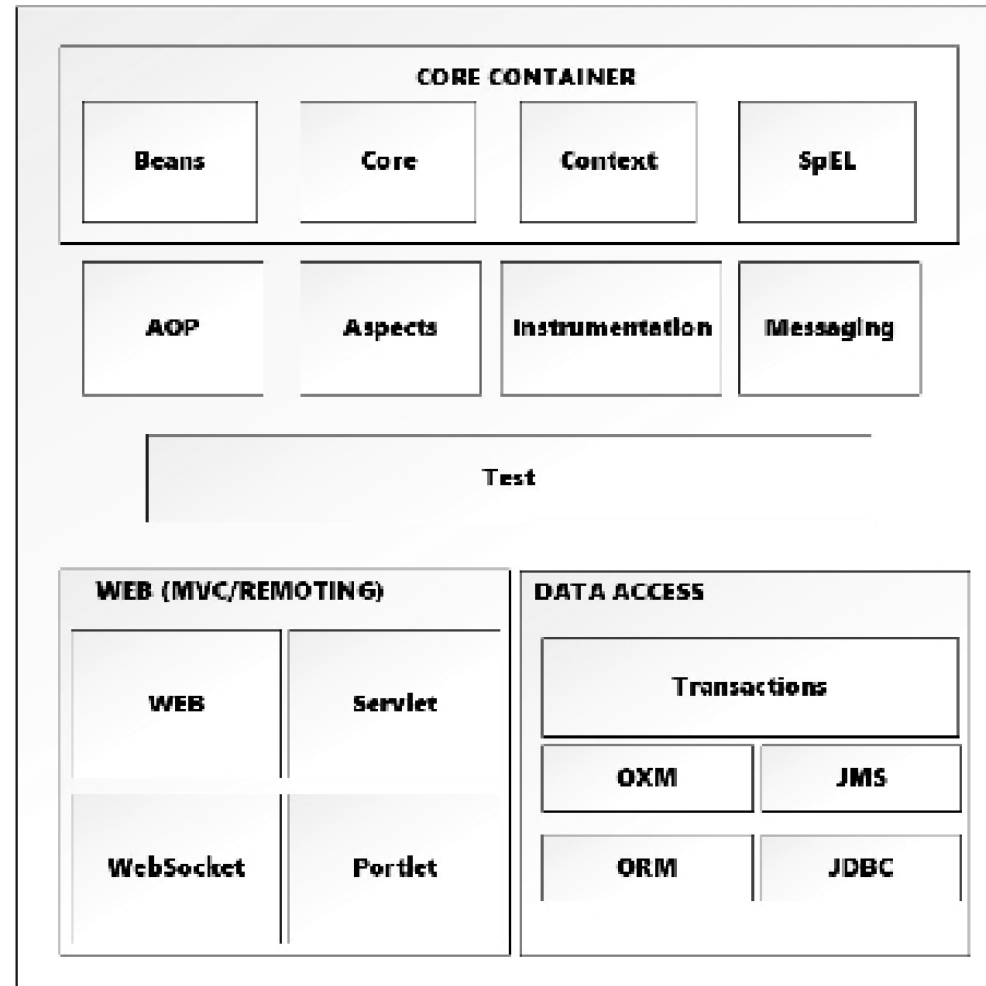 CORE CONTAINER
Beans
Core
Context
SpEL
AOP
Aspects
Instrumentation
Messaging
Test
WEB (MVC/REMOTING)
WEB
Servlet
WebSocket
Portlet
DATA ACCESS
Transactions
OXM
JMS
ORM
JDBC